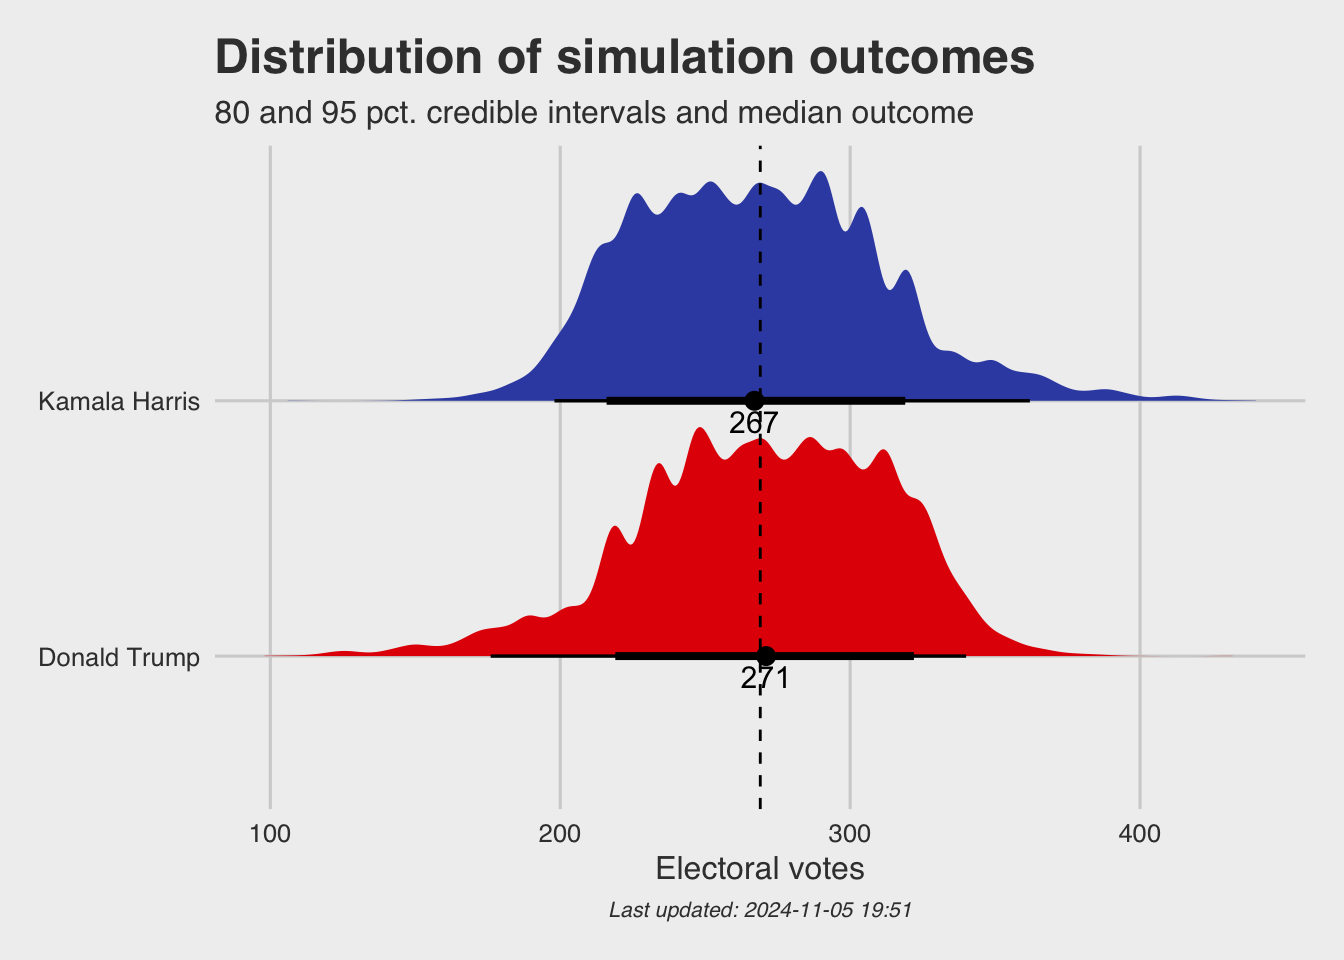 Distribution of simulation outcomes
80 and 95 pct. credible intervals and median outcome
Kamala Harris
267
Donald Trump
271
100 200 300 400
Electoral votes
Last updated: 2024-11-05 19:51